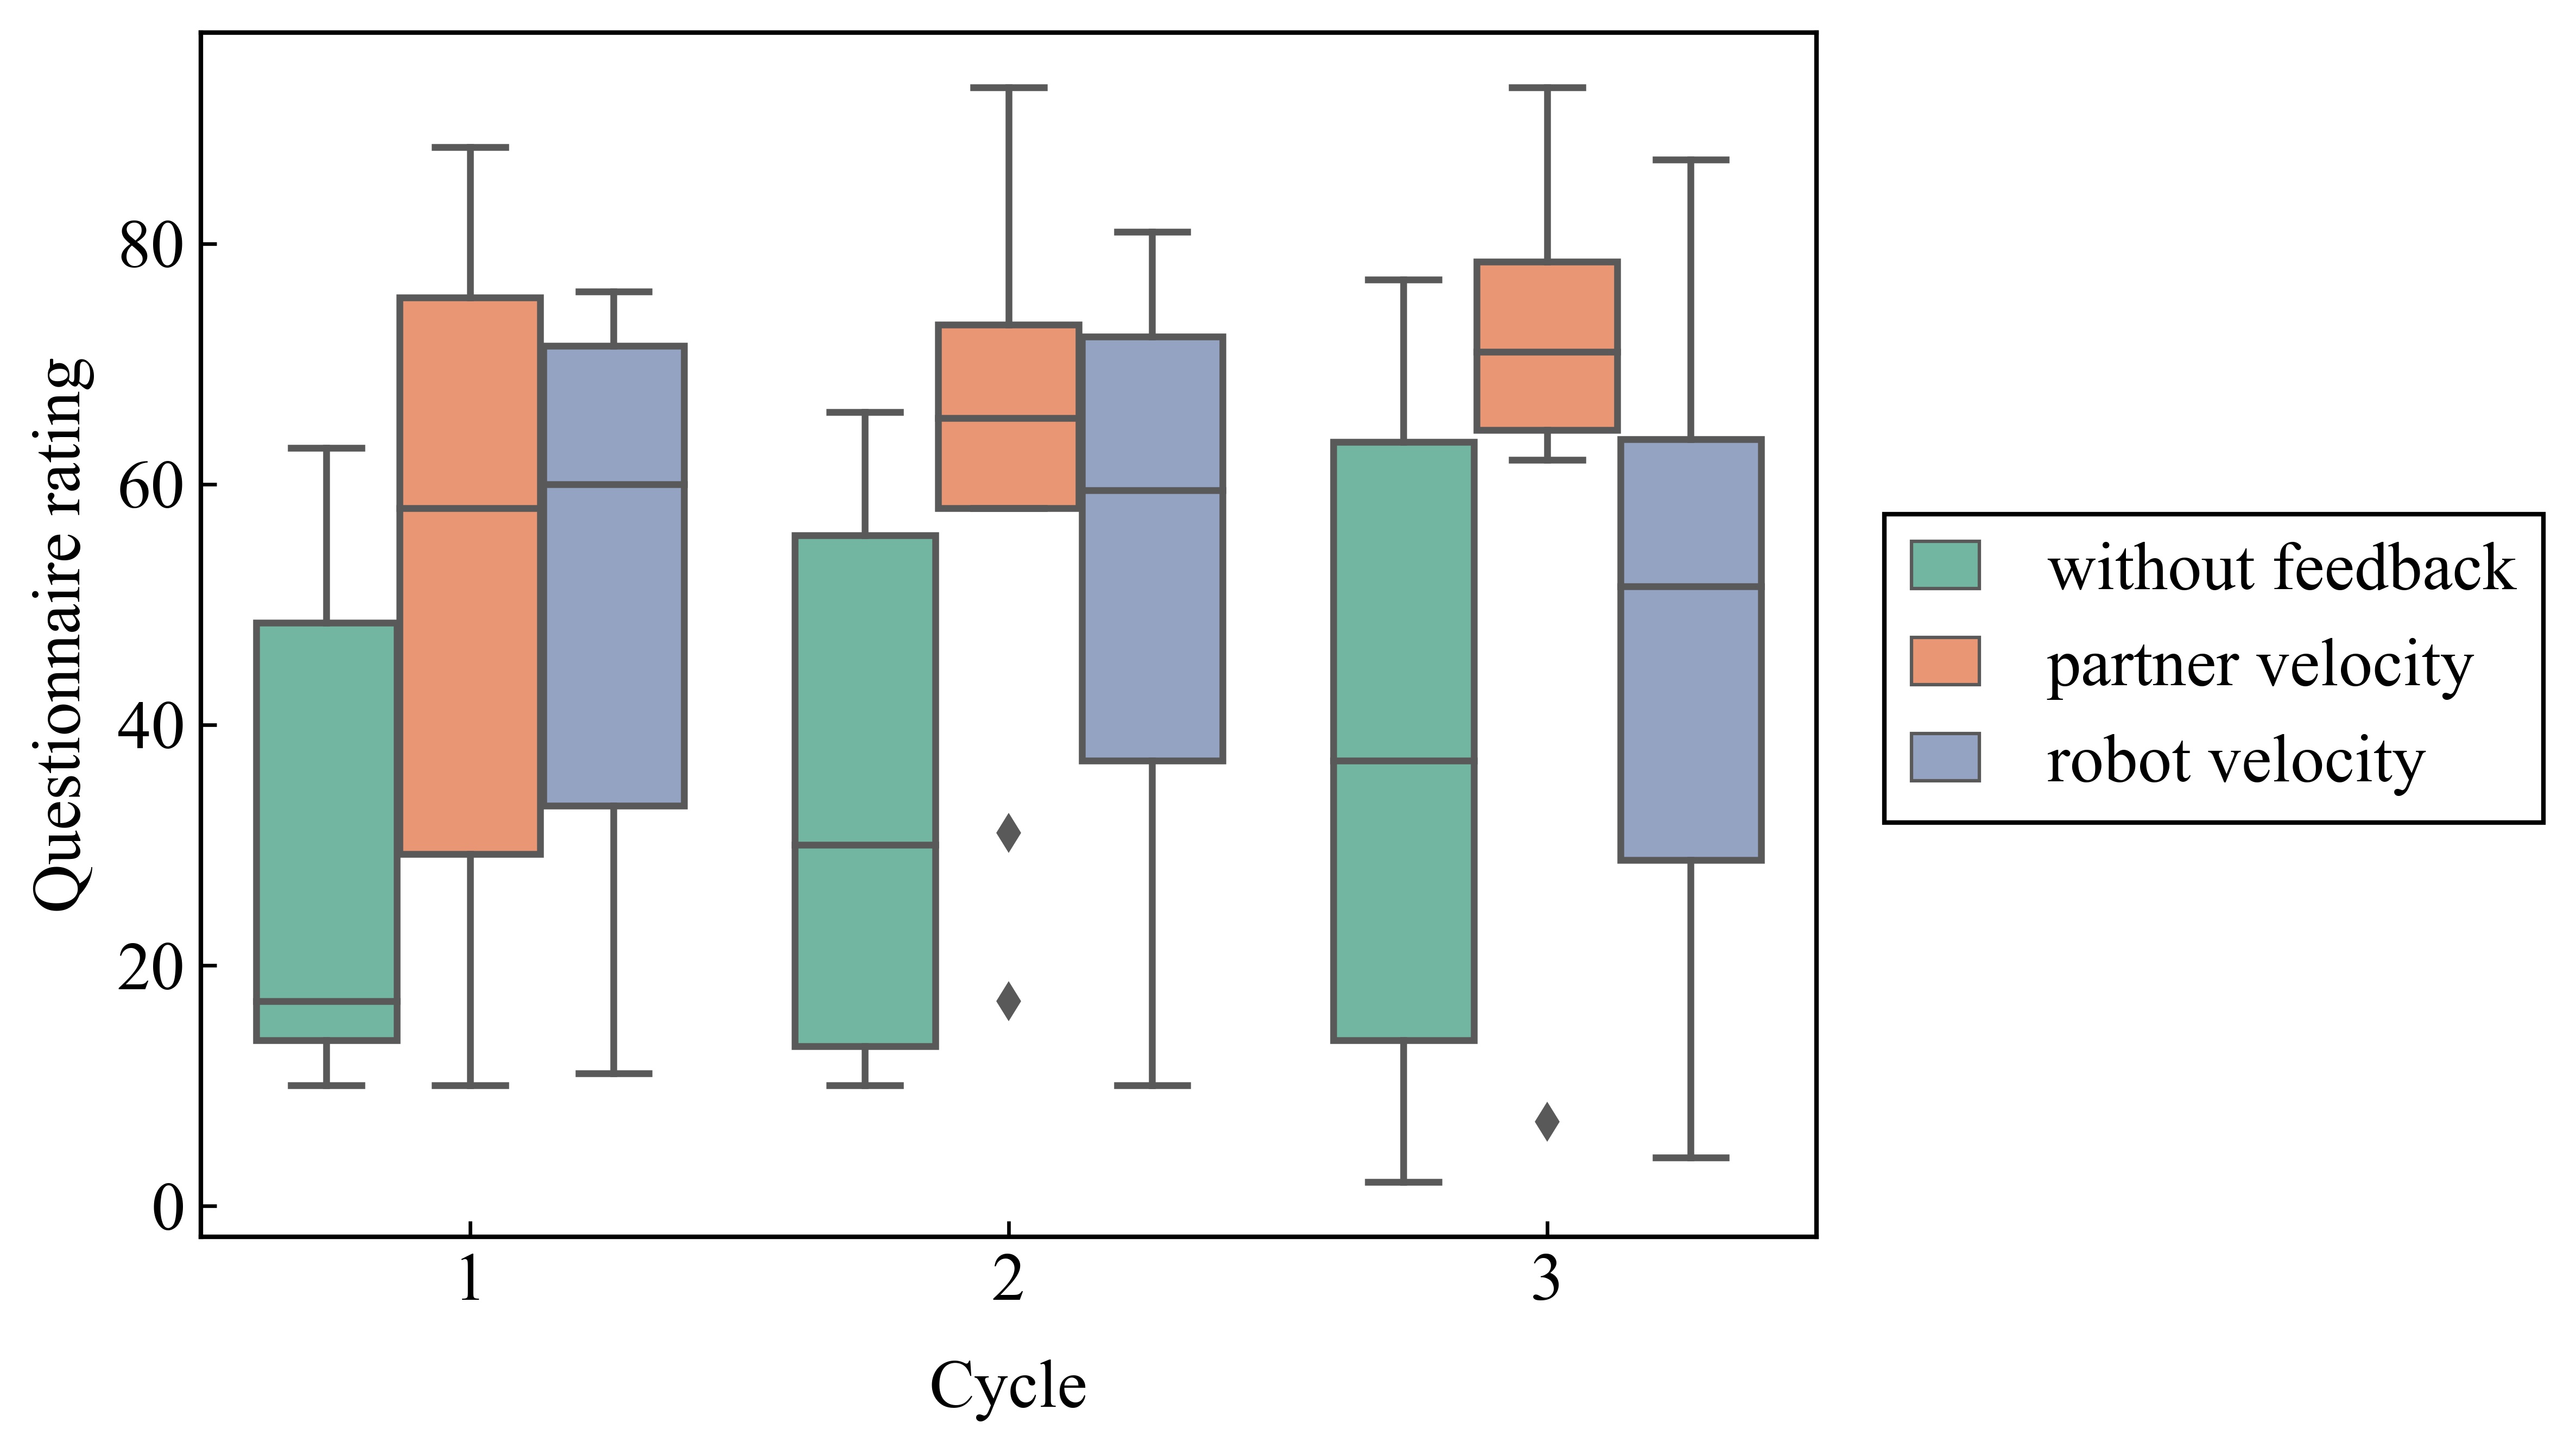 Questionnaire rating
80
60
40
20
0
1 2 3
Cycle
without feedback
partner velocity
robot velocity